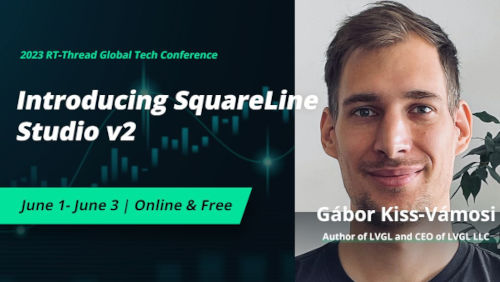 2023 RT-Thread Global Tech Conference
Introducing SquareLine
Studio v2
June 1- June 3 | Online & Free
Gábor Kiss-Vámosi
Author of LVGL and CEO of LVGL LLC